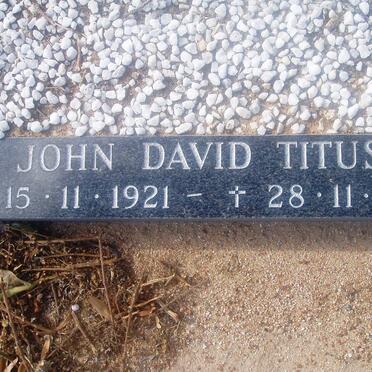 JOHN DAVID TITUS
15 · 11 · 1921 – † 28 · 11 ·